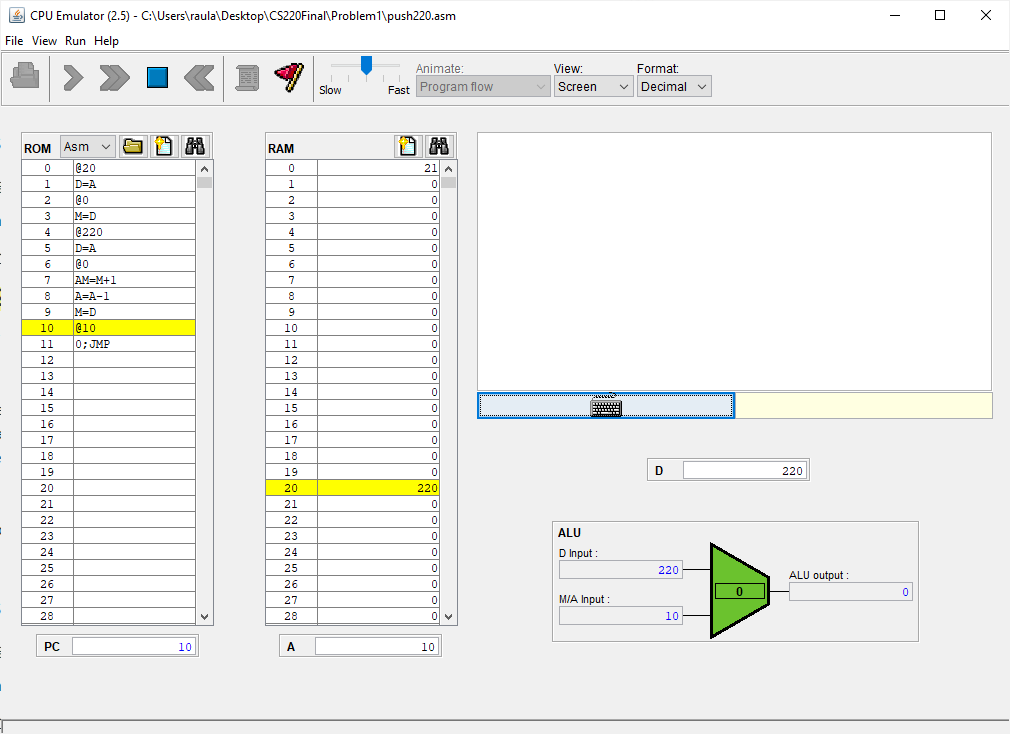 CPU Emulator (2.5) - C:\Users\raula\Desktop\CS220Final\Problem1\push220.asm
File View Run Help
Slow Fast
Animate:
Program flow
View:
Screen
Format:
Decimal
ROM Asm
0 @20
1 D=A
2 @0
3 M=D
4 @220
5 D=A
6 @0
7 AM=M+1
8 A=A-1
9 M=D
10 @10
11 0;JMP
12
13
14
15
16
17
18
19
20
21
22
23
24
25
26
27
28
PC 10
RAM
0 21
1 0
2 0
3 0
4 0
5 0
6 0
7 0
8 0
9 0
10 0
11 0
12 0
13 0
14 0
15 0
16 0
17 0
18 0
19 0
20 220
21 0
22 0
23 0
24 0
25 0
26 0
27 0
28 0
A 10
D 220
ALU
D Input :
220
M/A Input :
10
0
ALU output :
0